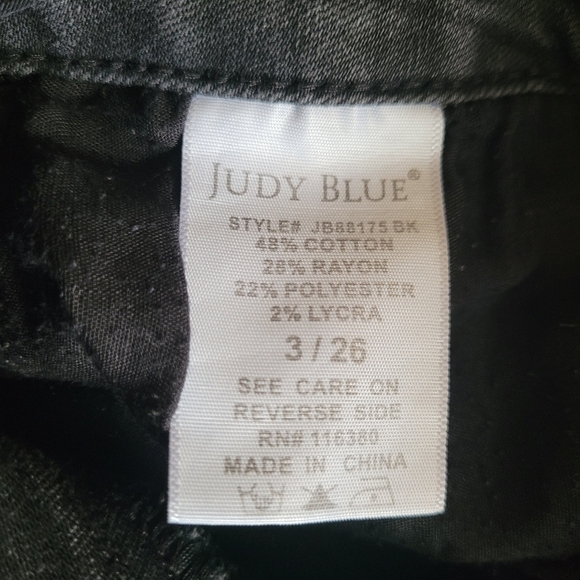 JUDY BLUE®
STYLE# JB88175 BK
48% COTTON
28% RAYON
22% POLYESTER
2% LYCRA
3 / 26
SEE CARE ON
REVERSE SIDE
RN# 116380
MADE IN CHINA